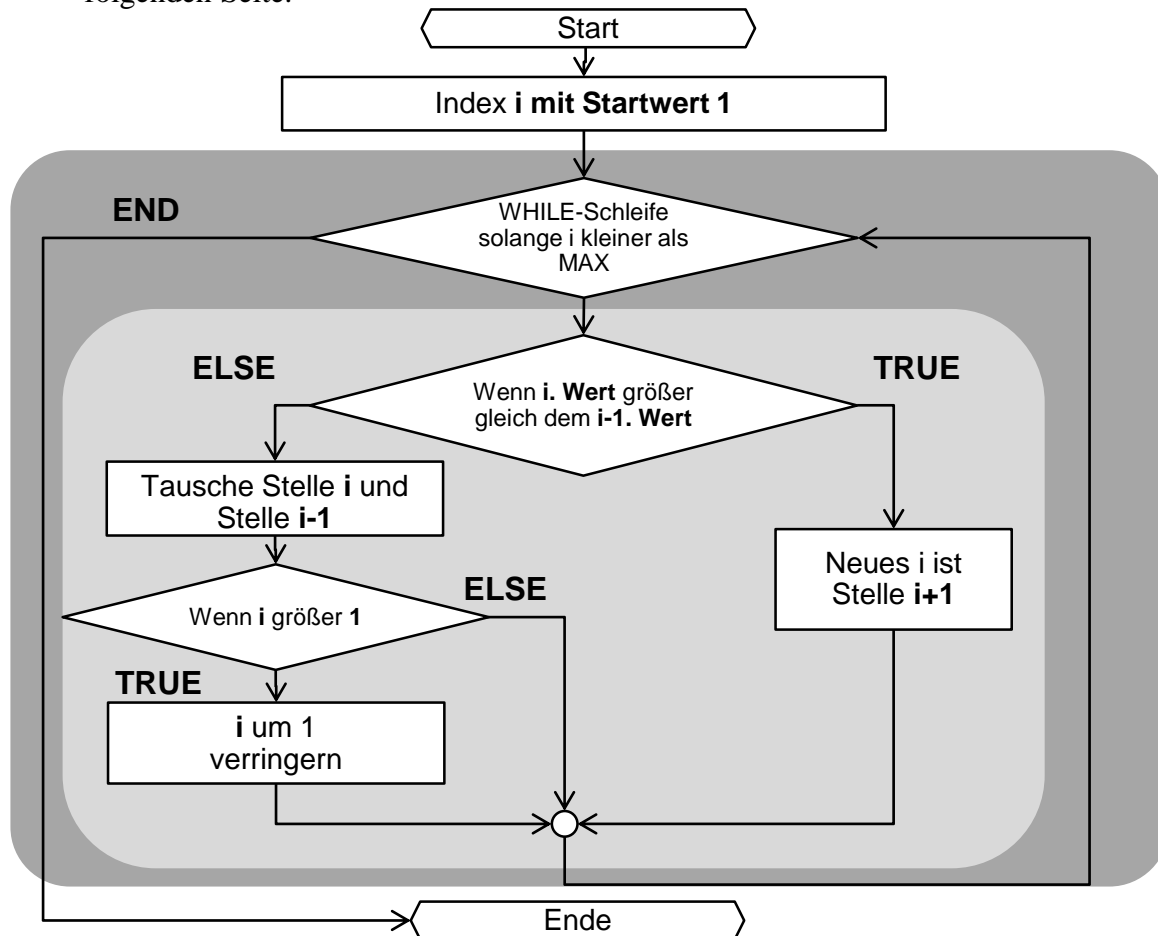 folgenden Seite.
Start
Index i mit Startwert 1
END
WHILE-Schleife
solange i kleiner als
MAX
ELSE
TRUE
Wenn i. Wert größer
gleich dem i-1. Wert
Tausche Stelle i und
Stelle i-1
Neues i ist
Stelle i+1
Wenn i größer 1
ELSE
TRUE
i um 1
verringern
Ende